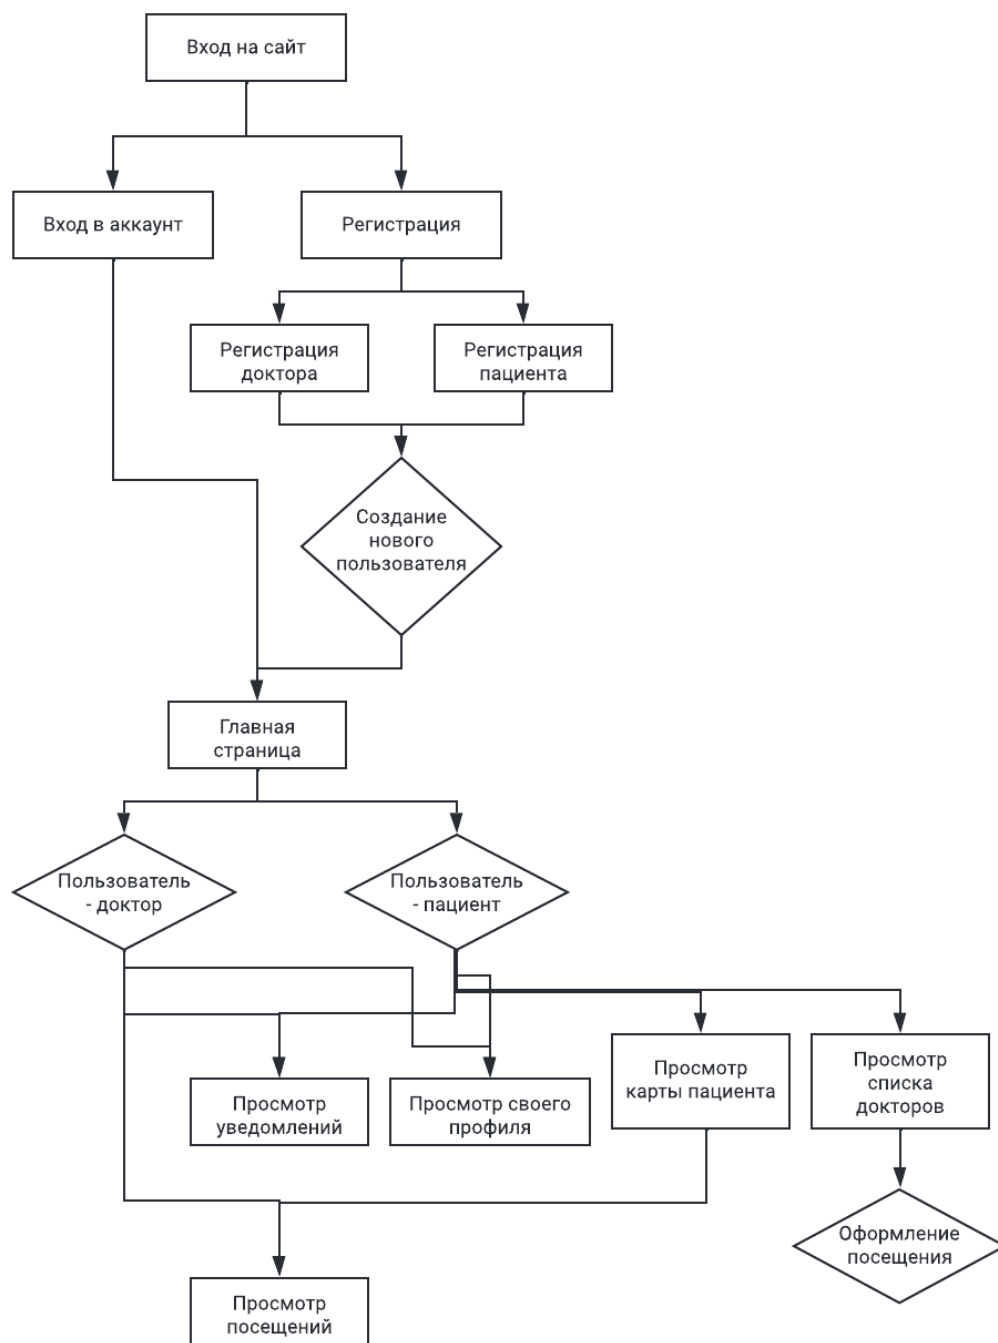 Вход на сайт
Вход в аккаунт
Регистрация
Регистрация
доктора
Регистрация
пациента
Создание
нового
пользователя
Главная
страница
Пользователь
- доктор
Пользователь
- пациент
Просмотр
уведомлений
Просмотр своего
профиля
Просмотр
карты пациента
Просмотр
списка
докторов
Оформление
посещения
Просмотр
посещений